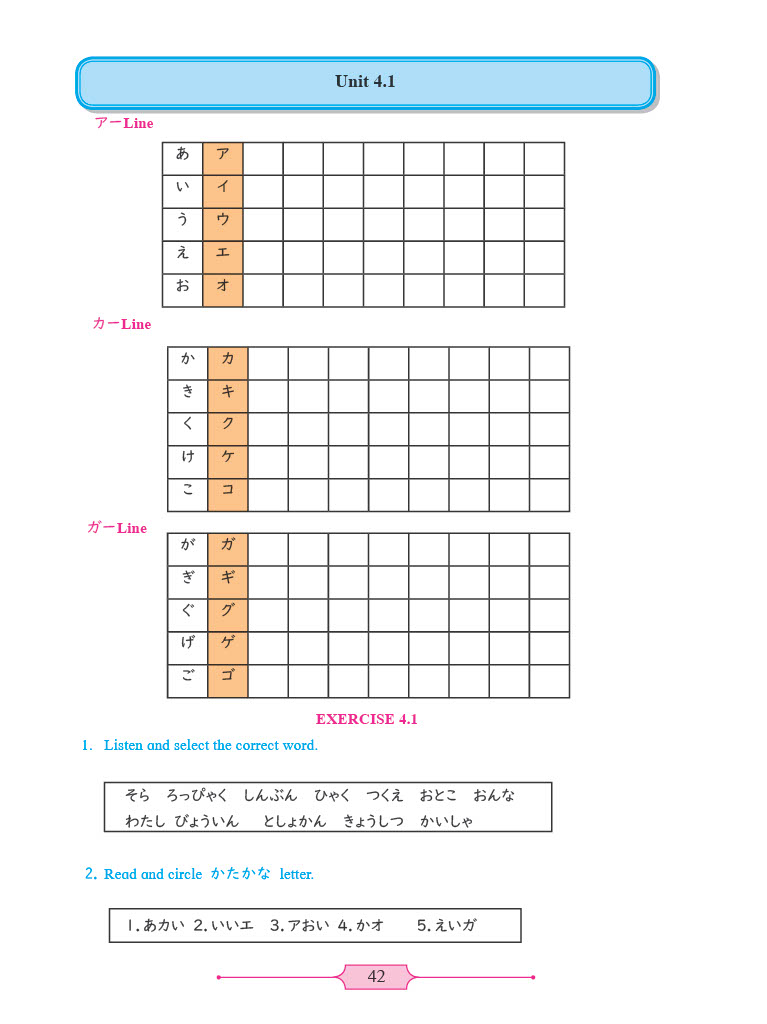 Unit 4.1
アーLine
あ ア
い イ
う ウ
え エ
お オ
カーLine
か カ
き キ
く ク
け ケ
こ コ
ガーLine
が ガ
ぎ ギ
ぐ グ
げ ゲ
ご ゴ
EXERCISE 4.1
1. Listen and select the correct word.
そら ろっぴゃく しんぶん ひゃく つくえ おとこ おんな
わたし びょういん としょかん きょうしつ かいしゃ
2. Read and circle かたかな letter.
1.あカい 2.いいエ 3.アおい 4.かオ 5.えいガ
42